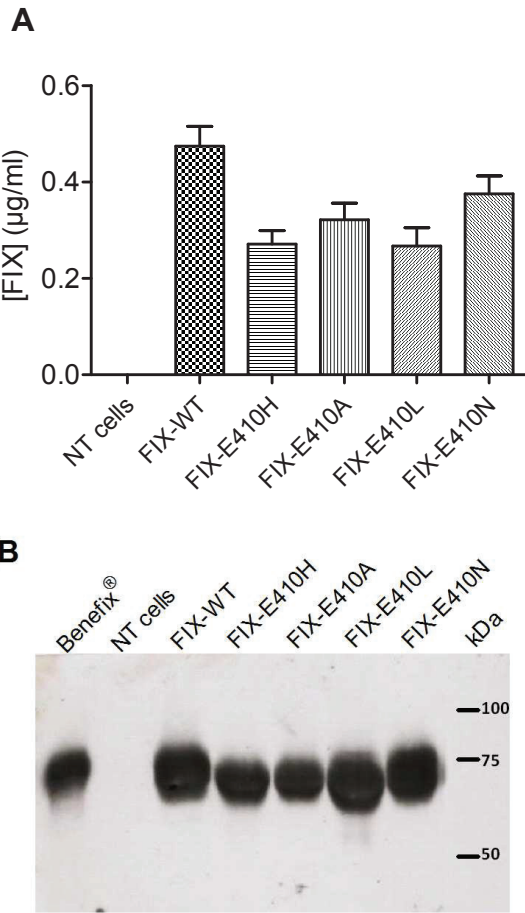 A
0.6
0.4
0.2
0.0
[FIX] (µg/ml)
NT cells
FIX-WT
FIX-E410H
FIX-E410A
FIX-E410L
FIX-E410N
B
Benefix®
NT cells
FIX-WT
FIX-E410H
FIX-E410A
FIX-E410L
FIX-E410N
kDa
100
75
50